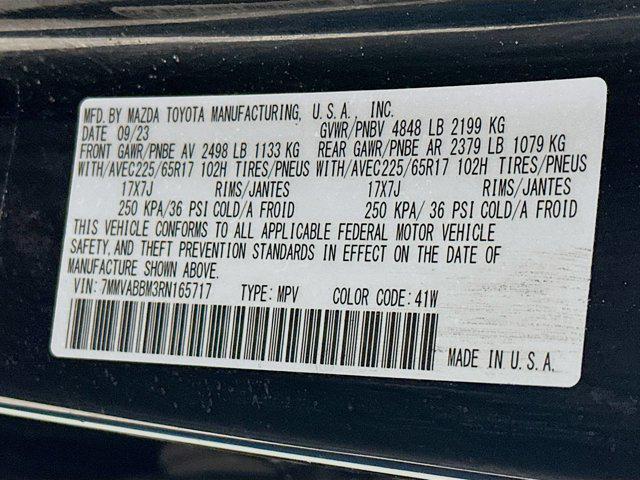 MFD. BY MAZDA TOYOTA MANUFACTURING, U.S.A. INC.
DATE 09/23 GVWR/PNBV 4848 LB 2199 KG
FRONT GAWR/PNBE AV 2498 LB 1133 KG REAR GAWR/PNBE AR 2379 LB 1079 KG
WITH/AVEC225/65R17 102H TIRES/PNEUS WITH/AVEC225/65R17 102H TIRES/PNEUS
17X7J RIMS/JANTES 17X7J RIMS/JANTES
250 KPA/36 PSI COLD/A FROID 250 KPA/36 PSI COLD/A FROID
THIS VEHICLE CONFORMS TO ALL APPLICABLE FEDERAL MOTOR VEHICLE
SAFETY, AND THEFT PREVENTION STANDARDS IN EFFECT ON THE DATE OF
MANUFACTURE SHOWN ABOVE.
VIN: 7MMVABBM3RN165717 TYPE: MPV COLOR CODE: 41W
MADE IN U.S.A.